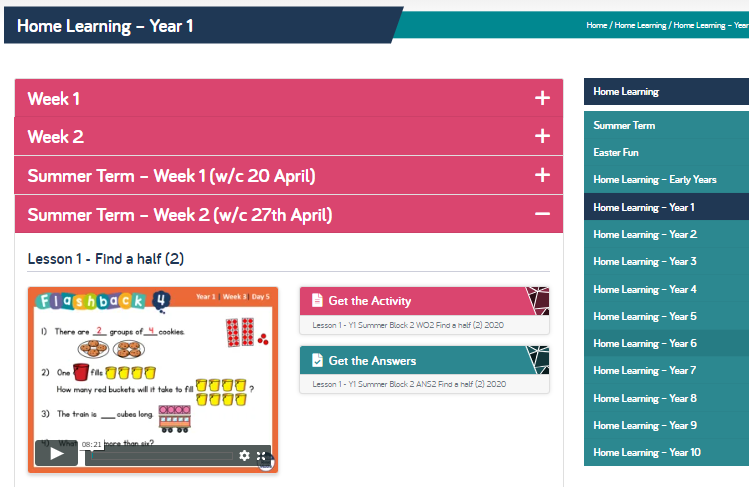 Home Learning – Year 1
Home / Home Learning / Home Learning – Year
Week 1
Week 2
Summer Term – Week 1 (w/c 20 April)
Summer Term – Week 2 (w/c 27th April)
Lesson 1 - Find a half (2)
Flashback 4
Year 1 | Week 3 | Day 5
1) There are 2 groups of 4 cookies.
2) One fills
How many red buckets will it take to fill ?
3) The train is ___ cubes long.
What more than six?
08:21
Get the Activity
Lesson 1 - Y1 Summer Block 2 WO2 Find a half (2) 2020
Get the Answers
Lesson 1 - Y1 Summer Block 2 ANS2 Find a half (2) 2020
Home Learning
Summer Term
Easter Fun
Home Learning – Early Years
Home Learning – Year 1
Home Learning – Year 2
Home Learning – Year 3
Home Learning – Year 4
Home Learning – Year 5
Home Learning – Year 6
Home Learning – Year 7
Home Learning – Year 8
Home Learning – Year 9
Home Learning – Year 10